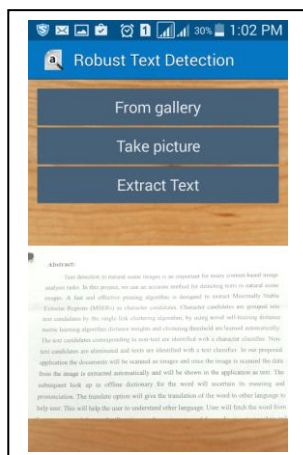 30% 1:02 PM
Robust Text Detection
From gallery
Take picture
Extract Text
Abstract:
Text detection in natural scene images is an important for many content-based image
analysis tasks. In this project, we can an accurate method for detecting texts in natural scene
images. A fast and effective pruning algorithm is designed to extract Maximally Stable
Extreme Regions (MSERs) as character candidates. Character candidates are grouped into
text candidates by the single link clustering algorithm, by using novel self-learning distance
metric learning algorithm distance weights and clustering threshold are learned automatically.
The text candidates corresponding to non-text are identified with a character classifier. Now,
text candidates are eliminated and texts are identified with a text classifier. In our proposed
application the documents will be scanned as images and once the image is scanned the data
from the image is extracted automatically and will be shown in the application as text. The
subsequent look up in offline dictionary for the word will ascertain its meaning and
pronunciation. The translate option will give the translation of the word to other language to
help user. This will help the user to understand other language. User will fetch the word from